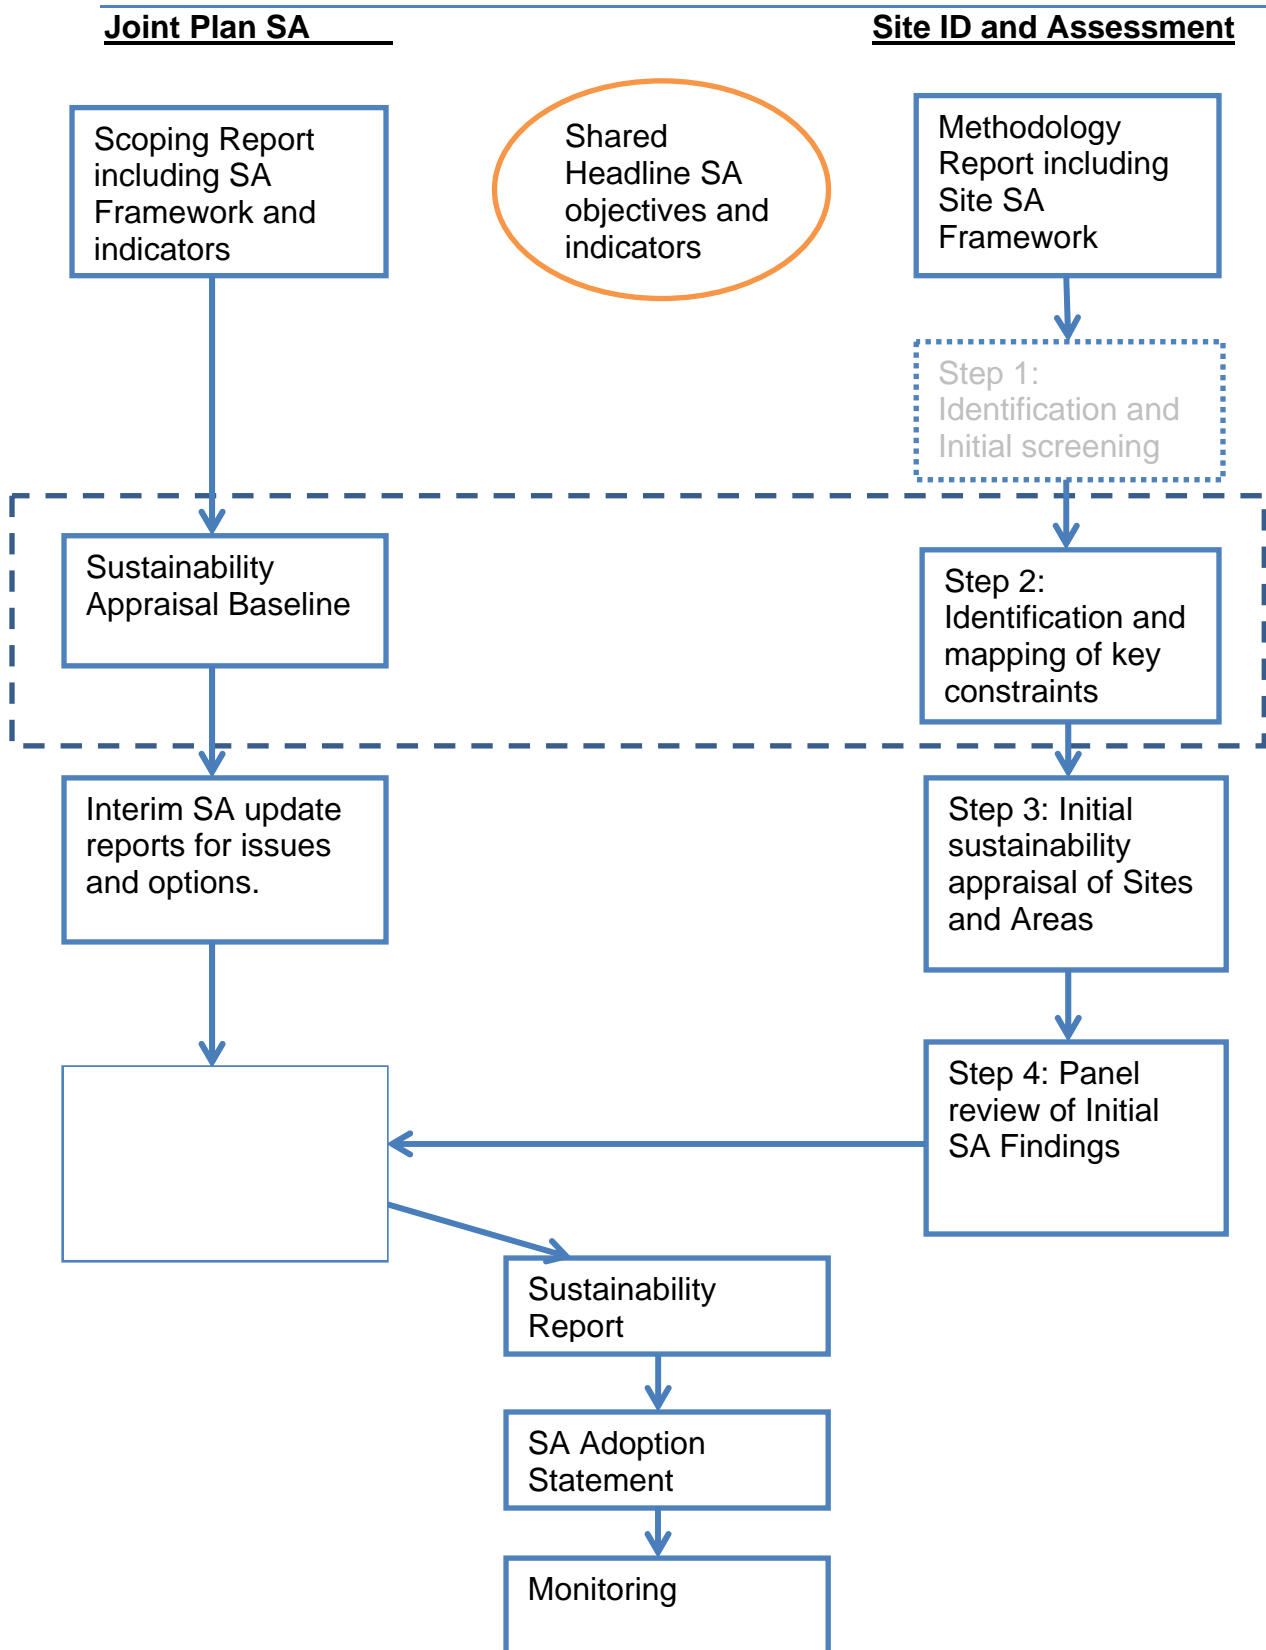 Joint Plan SA
Site ID and Assessment
Scoping Report
including SA
Framework and
indicators
Shared
Headline SA
objectives and
indicators
Methodology
Report including
Site SA
Framework
Step 1:
Identification and
Initial screening
Sustainability
Appraisal Baseline
Step 2:
Identification and
mapping of key
constraints
Interim SA update
reports for issues
and options.
Step 3: Initial
sustainability
appraisal of Sites
and Areas
Step 4: Panel
review of Initial
SA Findings
Sustainability
Report
SA Adoption
Statement
Monitoring